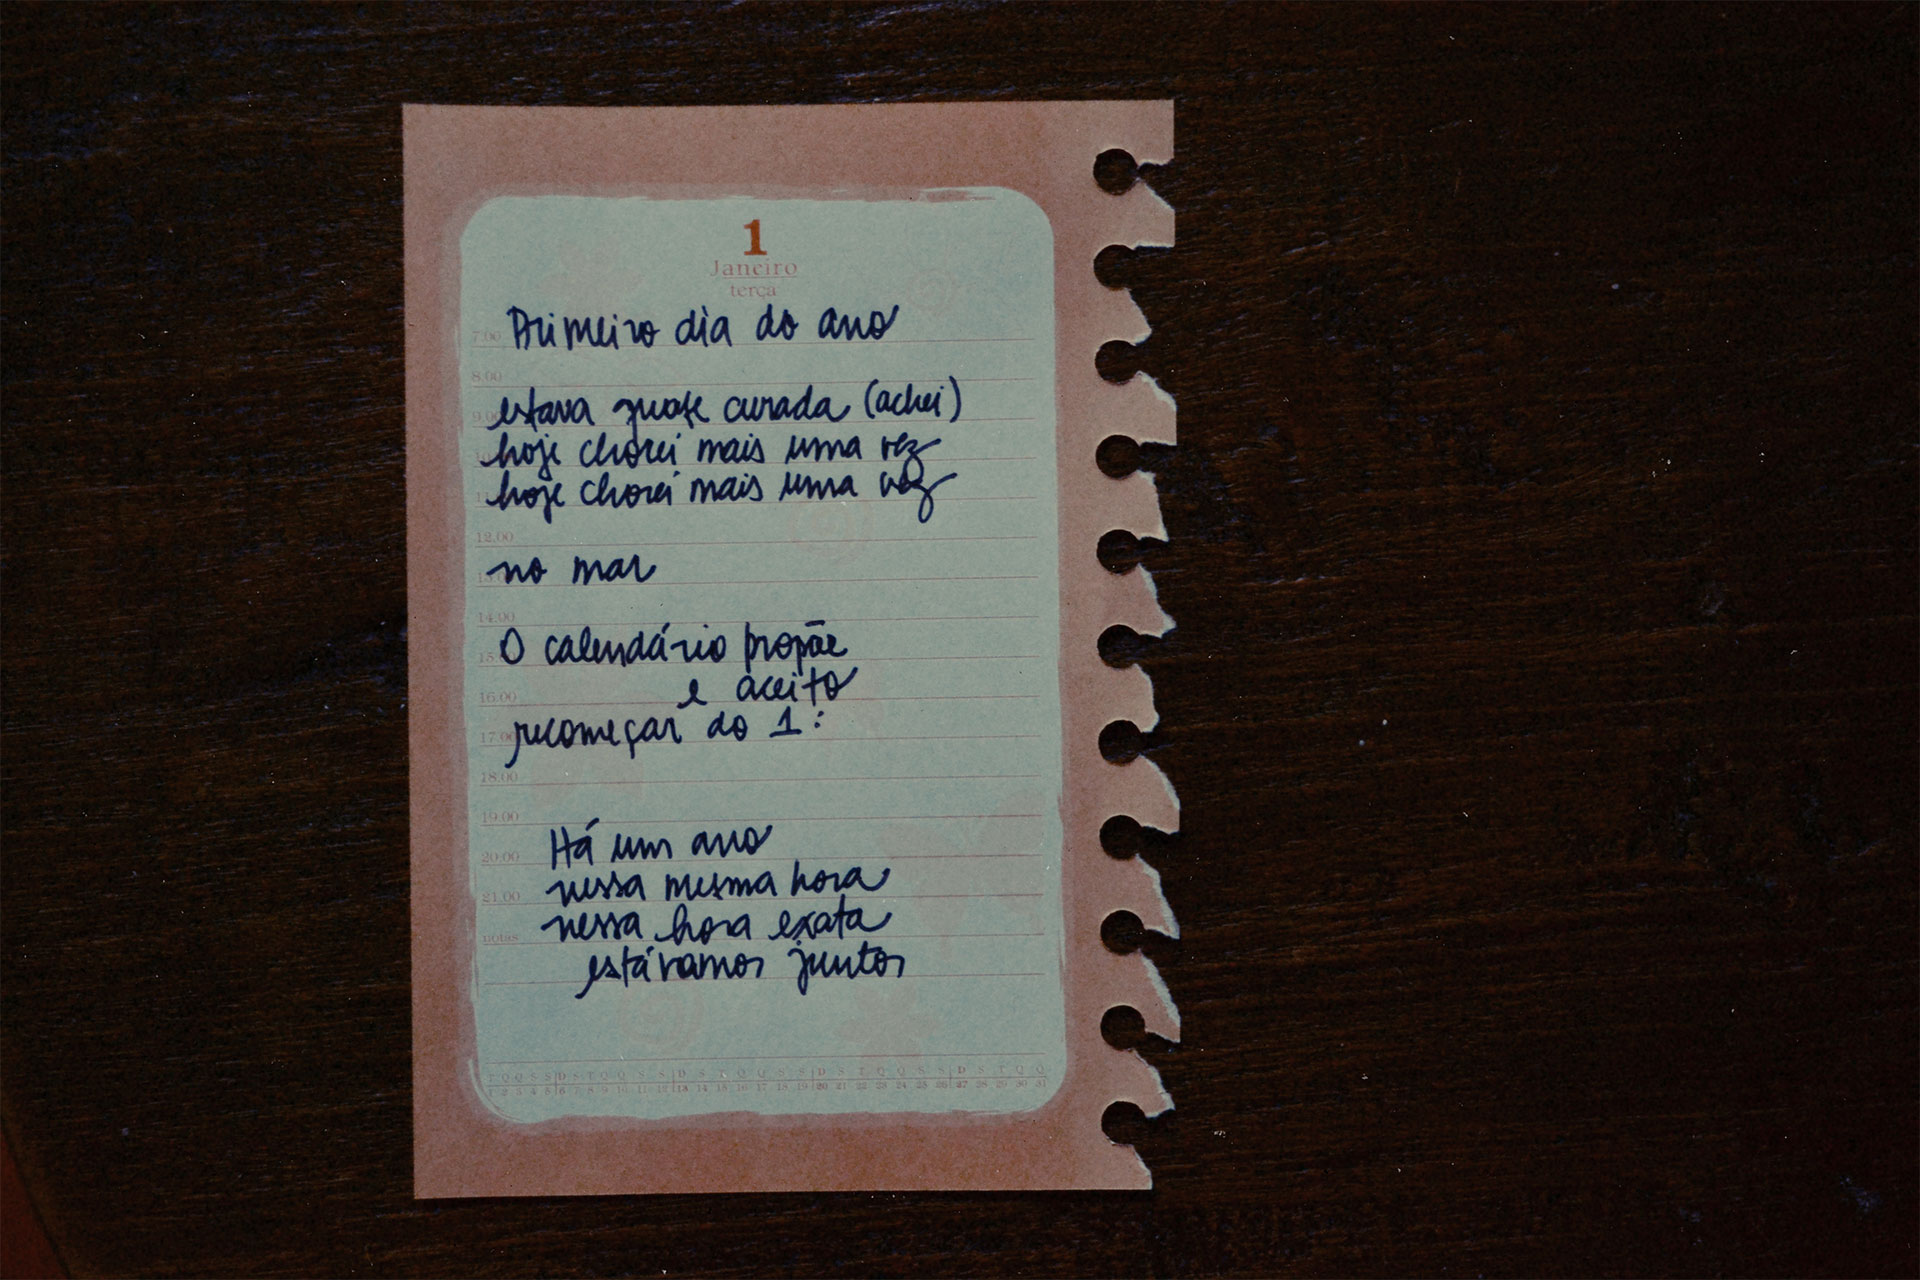 1
Janeiro
terça
7.00 Primeiro dia do ano
8.00
9.00 estava quase curada (achei)
hoje chorei mais uma vez
hoje chorei mais uma vez
12.00
no mar
14.00
O calendário propõe
16.00 e aceito
17.00 recomeçar do 1:
18.00
19.00
20.00 Há um ano
21.00 nessa mesma hora
notas nessa hora exata
estávamos juntos
T Q Q S S D S T Q Q S S D S T Q Q S S D S T Q Q S S D S T Q Q
1 2 3 4 5 6 7 8 9 10 11 12 13 14 15 16 17 18 19 20 21 22 23 24 25 26 27 28 29 30 31